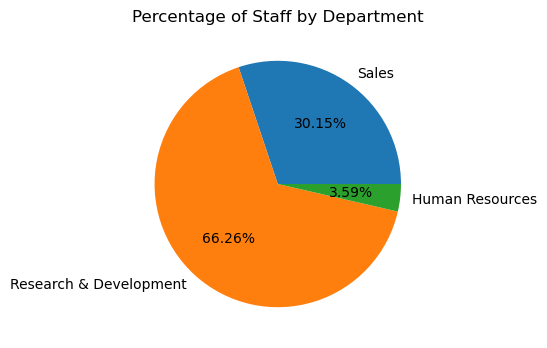 Percentage of Staff by Department
Sales
30.15%
3.59%
Human Resources
66.26%
Research & Development